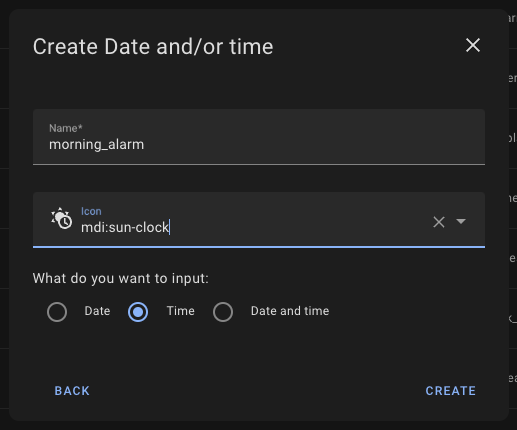 Create Date and/or time
Name*
morning_alarm
Icon
mdi:sun-clock
What do you want to input:
Date Time Date and time
BACK CREATE